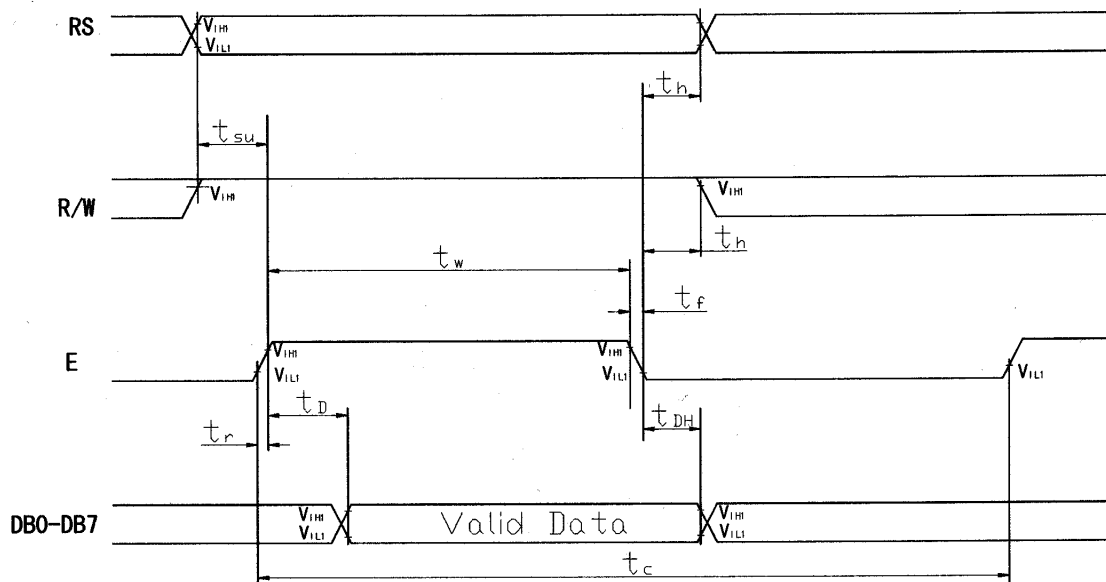 RS
VIH1
VIL1
th
tsu
R/W
VIH1
VIH1
th
tw
tf
E
VIH1
VIL1
VIH1
VIL1
VIL1
tD
tr
tDH
DB0-DB7
VIH1
VIL1
Valid Data
VIH1
VIL1
tc